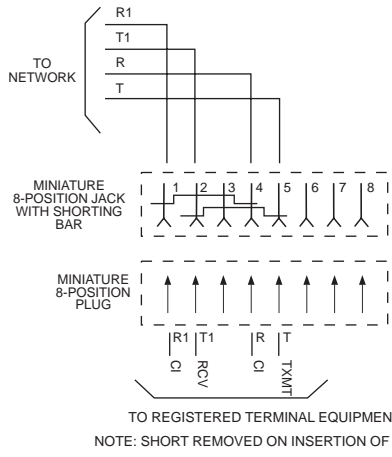 R1
T1
R
T
TO
NETWORK
MINIATURE
8-POSITION JACK
WITH SHORTING
BAR
1 2 3 4 5 6 7 8
MINIATURE
8-POSITION
PLUG
R1 T1 R T
CI RCV CI TXMT
TO REGISTERED TERMINAL EQUIPMEN
NOTE: SHORT REMOVED ON INSERTION OF